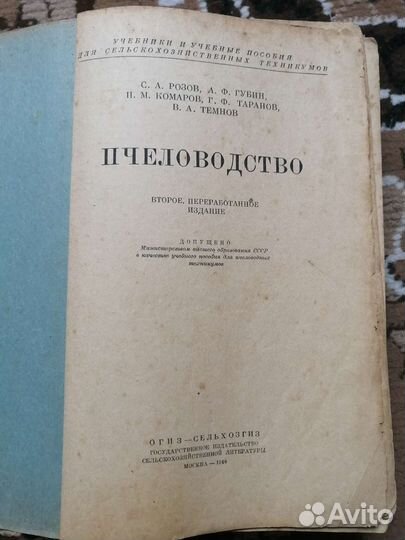 УЧЕБНИКИ И УЧЕБНЫЕ ПОСОБИЯ
ДЛЯ СЕЛЬСКОХОЗЯЙСТВЕННЫХ ТЕХНИКУМОВ
С. А. РОЗОВ, А. Ф. ГУБИН,
П. М. КОМАРОВ, Г. Ф. ТАРАНОВ,
В. А. ТЕМНОВ
ПЧЕЛОВОДСТВО
ВТОРОЕ, ПЕРЕРАБОТАННОЕ
ИЗДАНИЕ
ДОПУЩЕНО
Министерством высшего образования СССР
в качестве учебного пособия для пчеловодных
техникумов
ОГИЗ—СЕЛЬХОЗГИЗ
ГОСУДАРСТВЕННОЕ ИЗДАТЕЛЬСТВО
СЕЛЬСКОХОЗЯЙСТВЕННОЙ ЛИТЕРАТУРЫ
МОСКВА — 1948
Avito